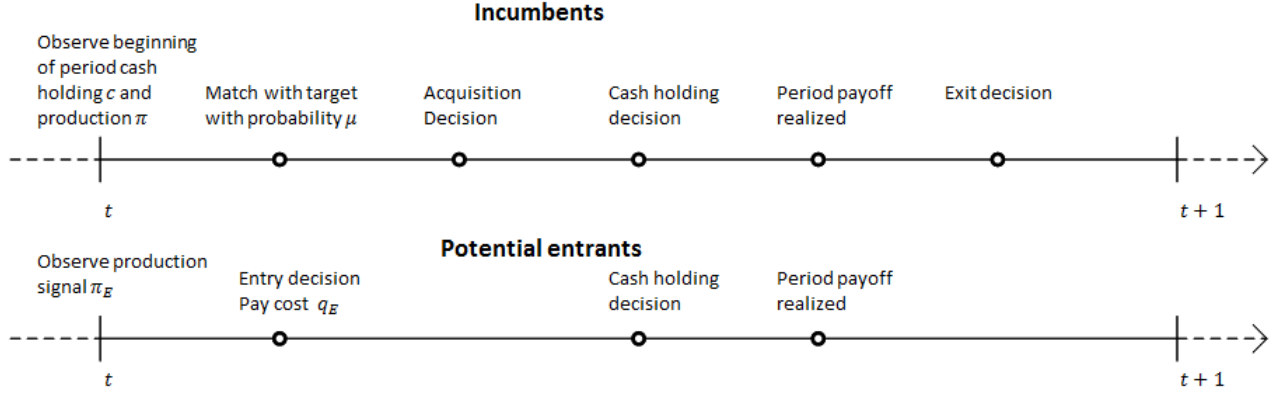 Incumbents
Observe beginning
of period cash
holding c and
production π
Match with target
with probability μ
Acquisition
Decision
Cash holding
decision
Period payoff
realized
Exit decision
t
t + 1
Potential entrants
Observe production
signal π_E
Entry decision
Pay cost q_E
Cash holding
decision
Period payoff
realized
t
t + 1